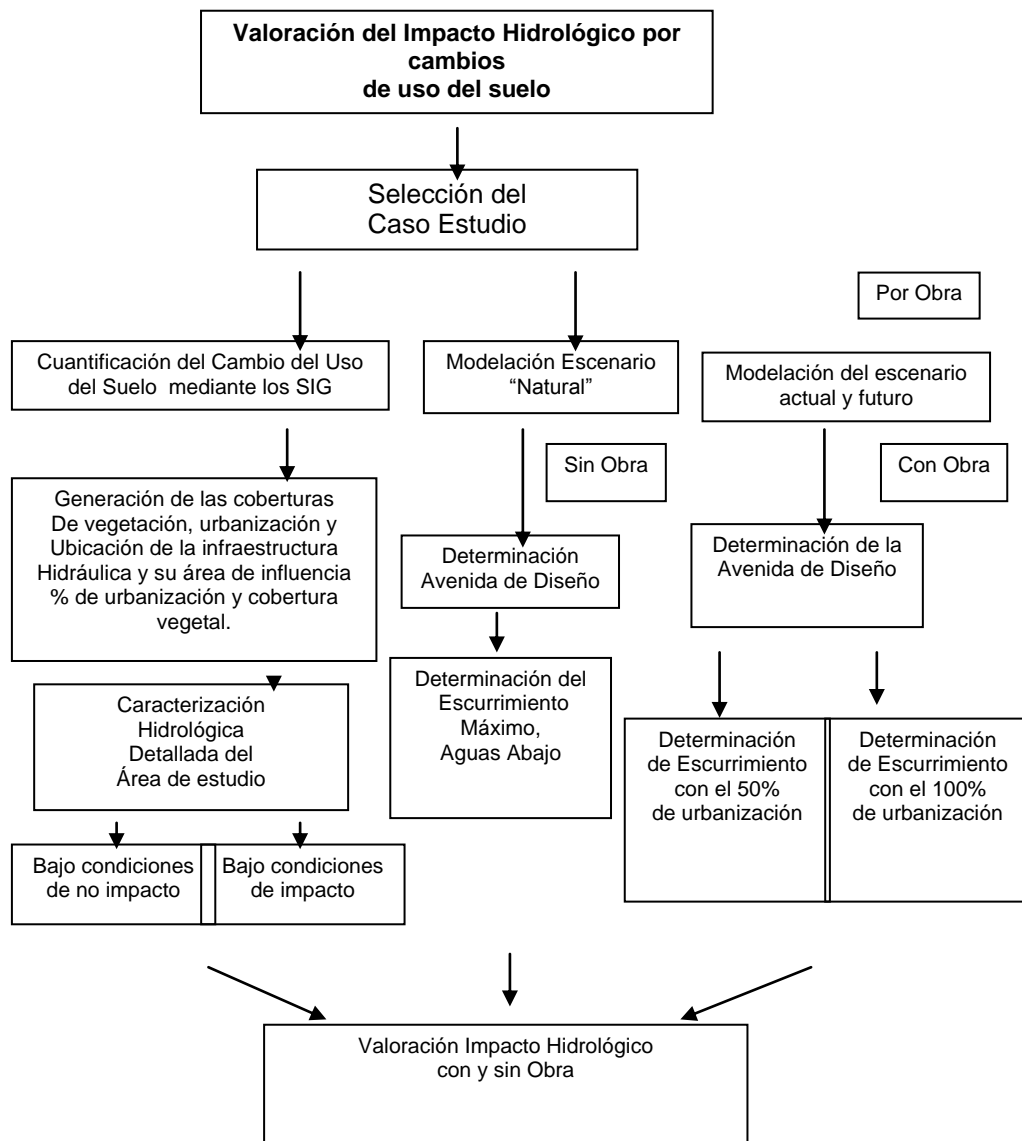 Valoración del Impacto Hidrológico por
cambios
de uso del suelo
Selección del
Caso Estudio
Por Obra
Cuantificación del Cambio del Uso
del Suelo mediante los SIG
Modelación Escenario
“Natural”
Modelación del escenario
actual y futuro
Sin Obra
Con Obra
Generación de las coberturas
De vegetación, urbanización y
Ubicación de la infraestructura
Hidráulica y su área de influencia
% de urbanización y cobertura
vegetal.
Determinación
Avenida de Diseño
Determinación de la
Avenida de Diseño
Caracterización
Hidrológica
Detallada del
Área de estudio
Determinación del
Escurrimiento
Máximo,
Aguas Abajo
Determinación
de Escurrimiento
con el 50%
de urbanización
Determinación
de Escurrimiento
con el 100%
de urbanización
Bajo condiciones
de no impacto
Bajo condiciones
de impacto
Valoración Impacto Hidrológico
con y sin Obra